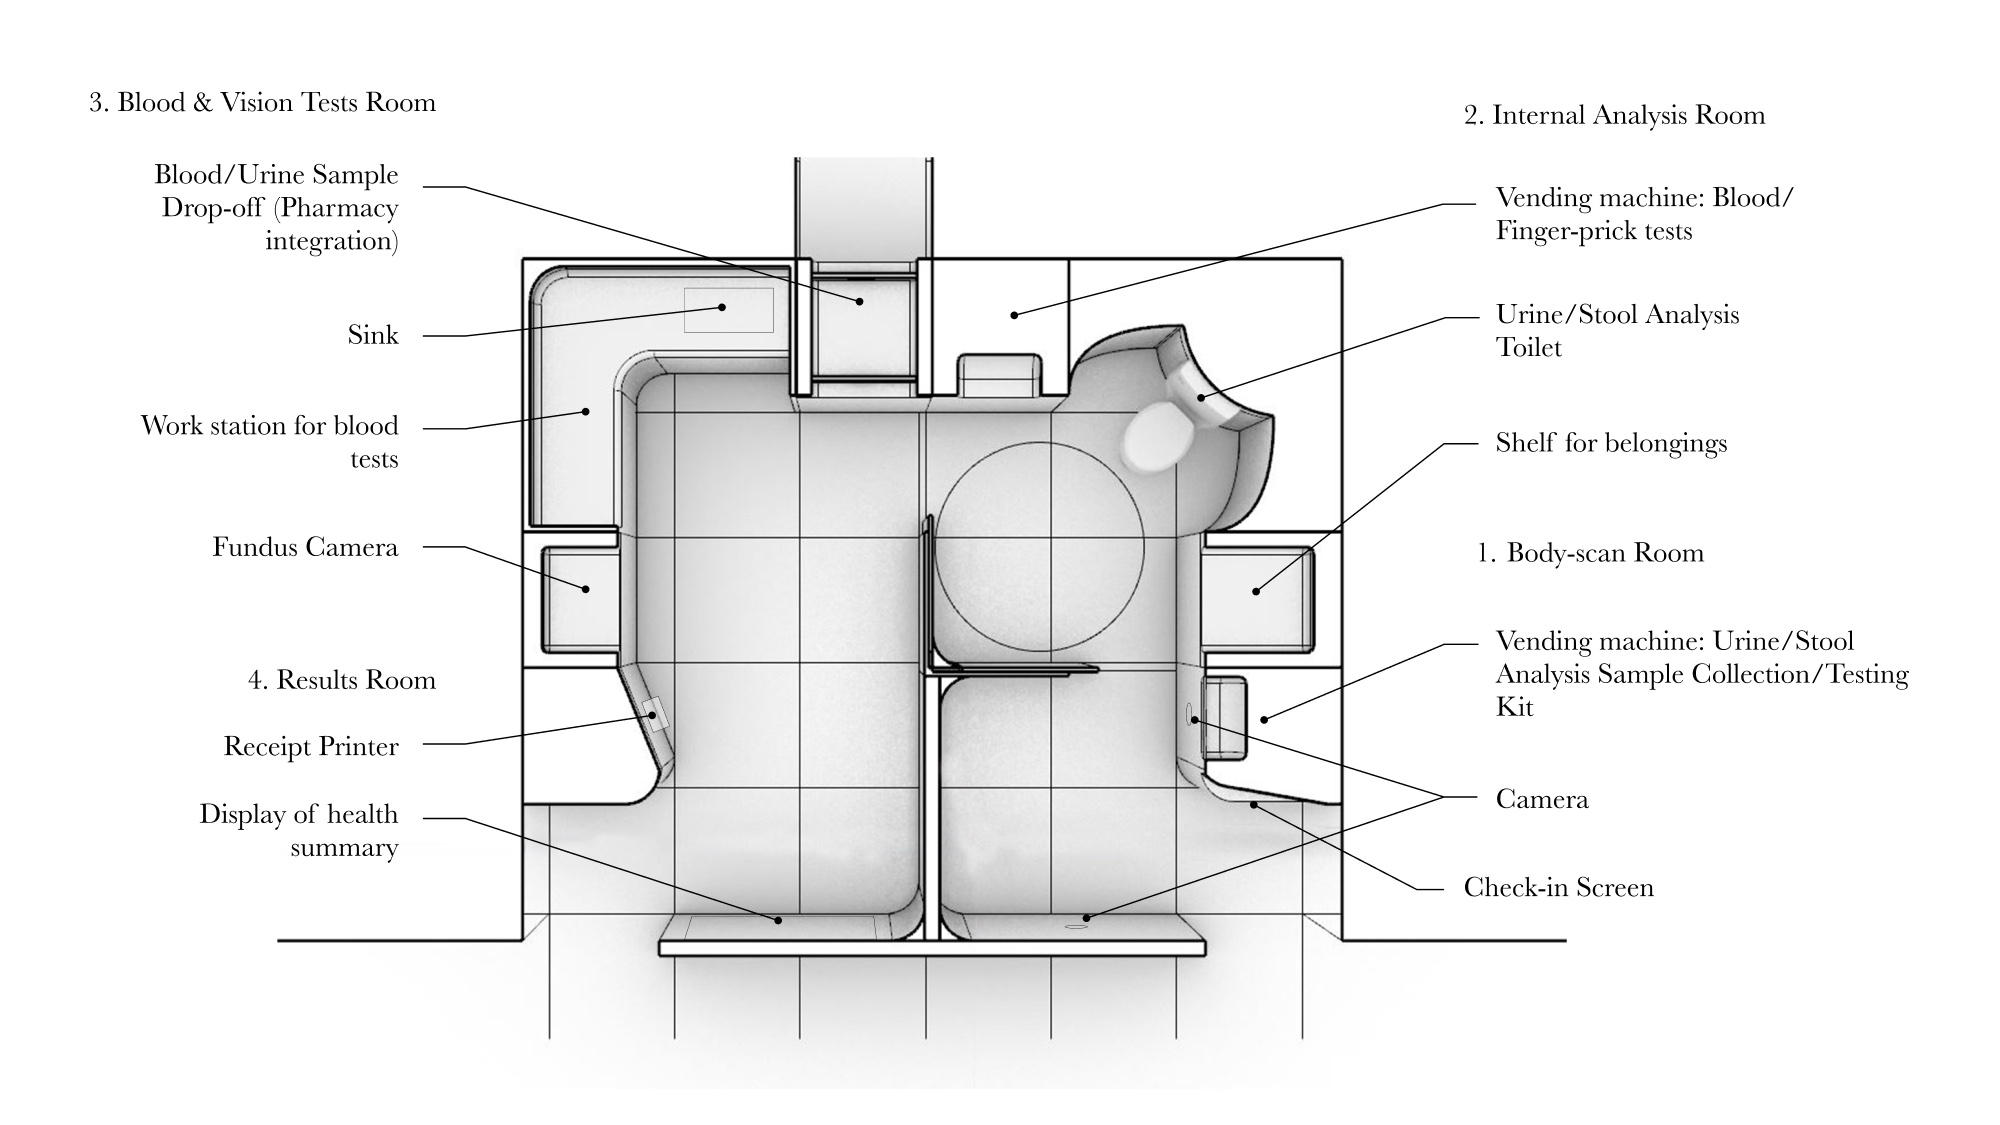 3. Blood & Vision Tests Room
Blood/Urine Sample
Drop-off (Pharmacy
integration)
Sink
Work station for blood
tests
Fundus Camera
4. Results Room
Receipt Printer
Display of health
summary
2. Internal Analysis Room
Vending machine: Blood/
Finger-prick tests
Urine/Stool Analysis
Toilet
Shelf for belongings
1. Body-scan Room
Vending machine: Urine/Stool
Analysis Sample Collection/Testing
Kit
Camera
Check-in Screen